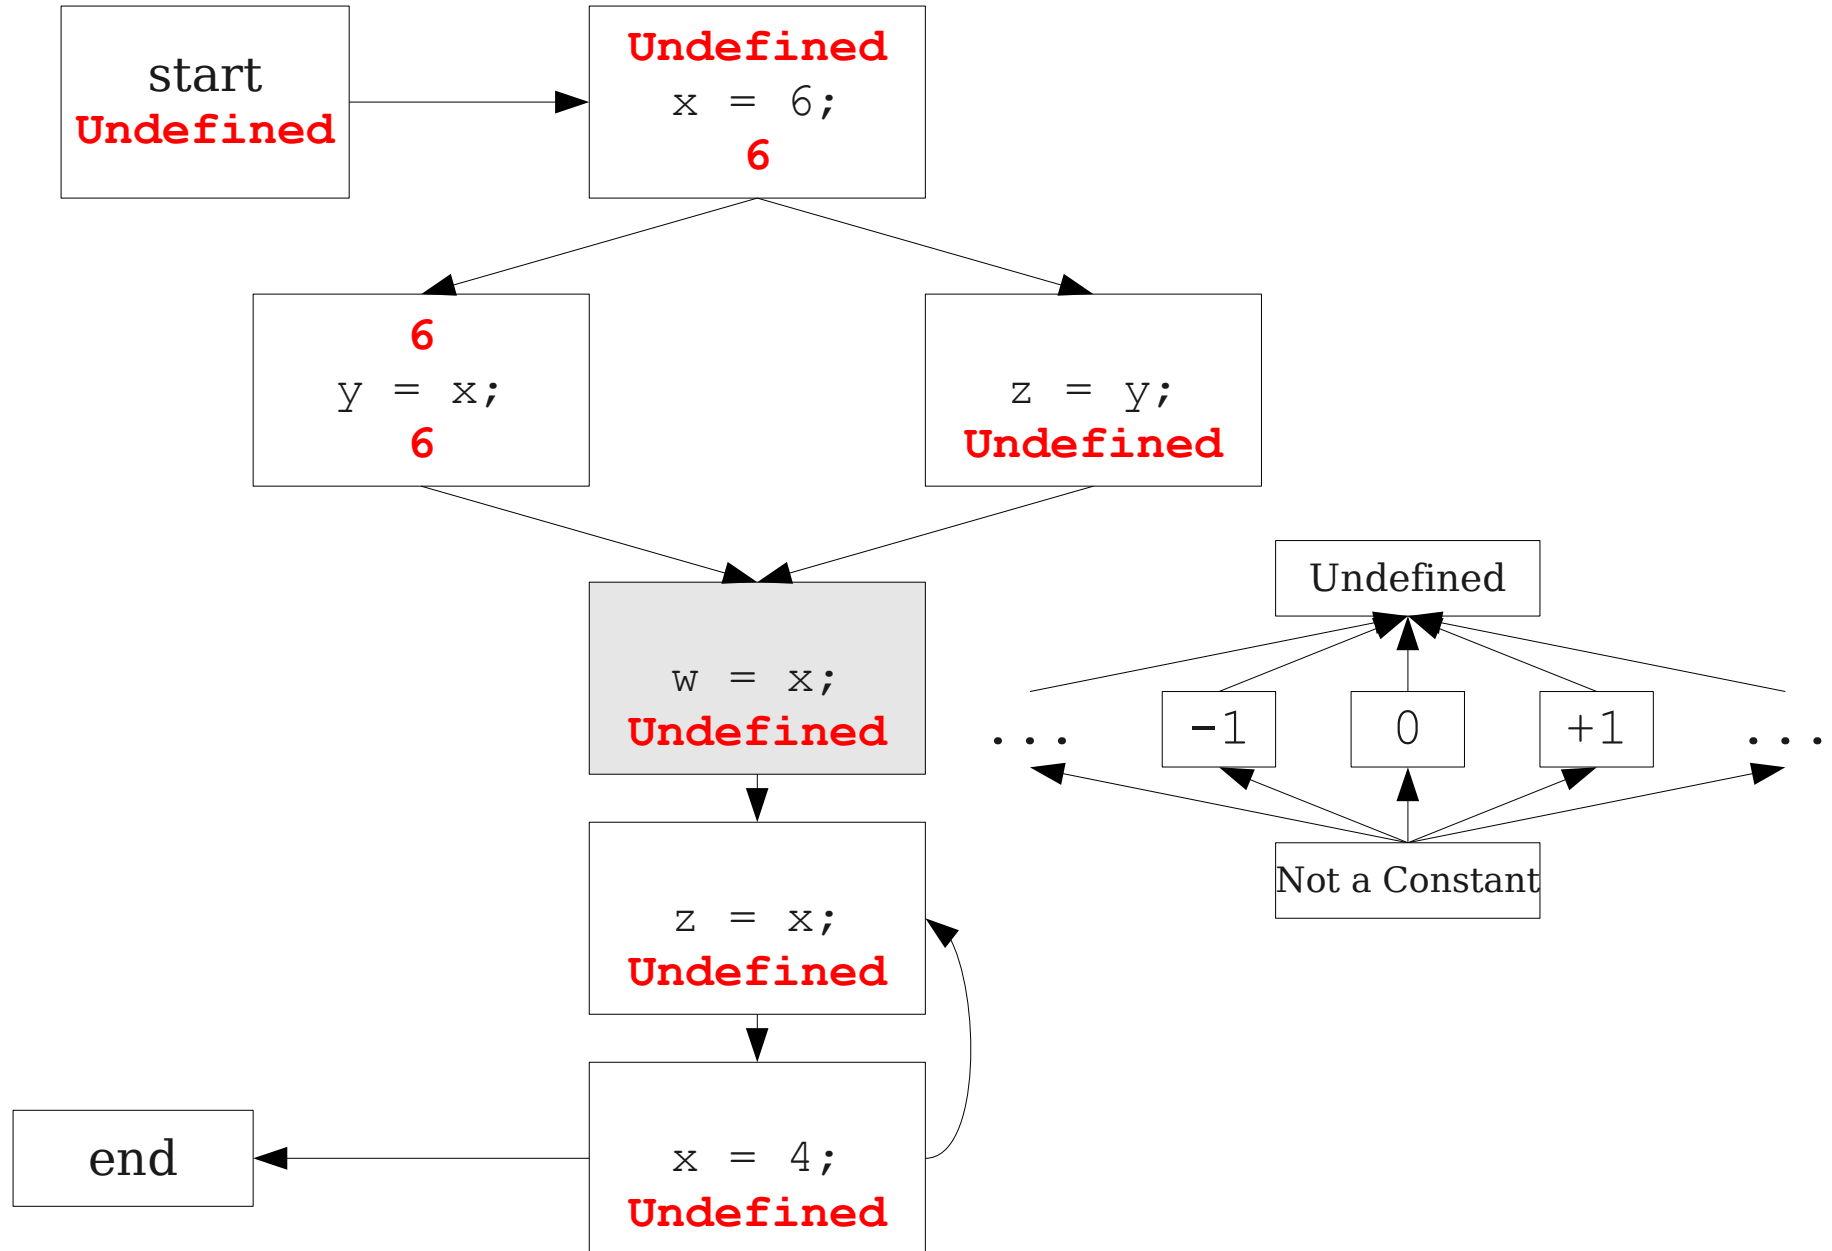 start
Undefined
Undefined
x = 6;
6
6
y = x;
6
z = y;
Undefined
w = x;
Undefined
Undefined
... -1 0 +1 ...
Not a Constant
z = x;
Undefined
x = 4;
Undefined
end